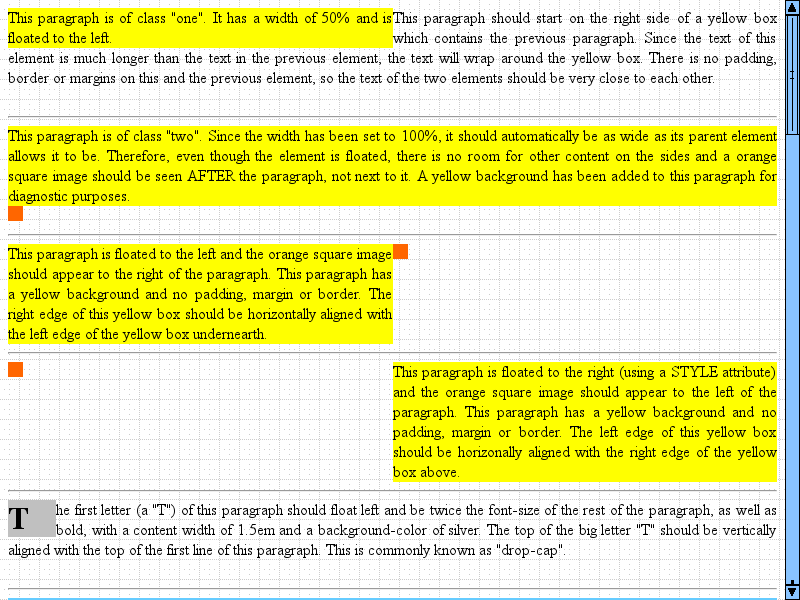 This paragraph is of class "one". It has a width of 50% and is
floated to the left.
This paragraph should start on the right side of a yellow box
which contains the previous paragraph. Since the text of this
element is much longer than the text in the previous element, the text will wrap around the yellow box. There is no padding,
border or margins on this and the previous element, so the text of the two elements should be very close to each other.
This paragraph is of class "two". Since the width has been set to 100%, it should automatically be as wide as its parent element
allows it to be. Therefore, even though the element is floated, there is no room for other content on the sides and a orange
square image should be seen AFTER the paragraph, not next to it. A yellow background has been added to this paragraph for
diagnostic purposes.
This paragraph is floated to the left and the orange square image
should appear to the right of the paragraph. This paragraph has
a yellow background and no padding, margin or border. The
right edge of this yellow box should be horizontally aligned with
the left edge of the yellow box undernearth.
This paragraph is floated to the right (using a STYLE attribute)
and the orange square image should appear to the left of the
paragraph. This paragraph has a yellow background and no
padding, margin or border. The left edge of this yellow box
should be horizonally aligned with the right edge of the yellow
box above.
The first letter (a "T") of this paragraph should float left and be twice the font-size of the rest of the paragraph, as well as
bold, with a content width of 1.5em and a background-color of silver. The top of the big letter "T" should be vertically
aligned with the top of the first line of this paragraph. This is commonly known as "drop-cap".